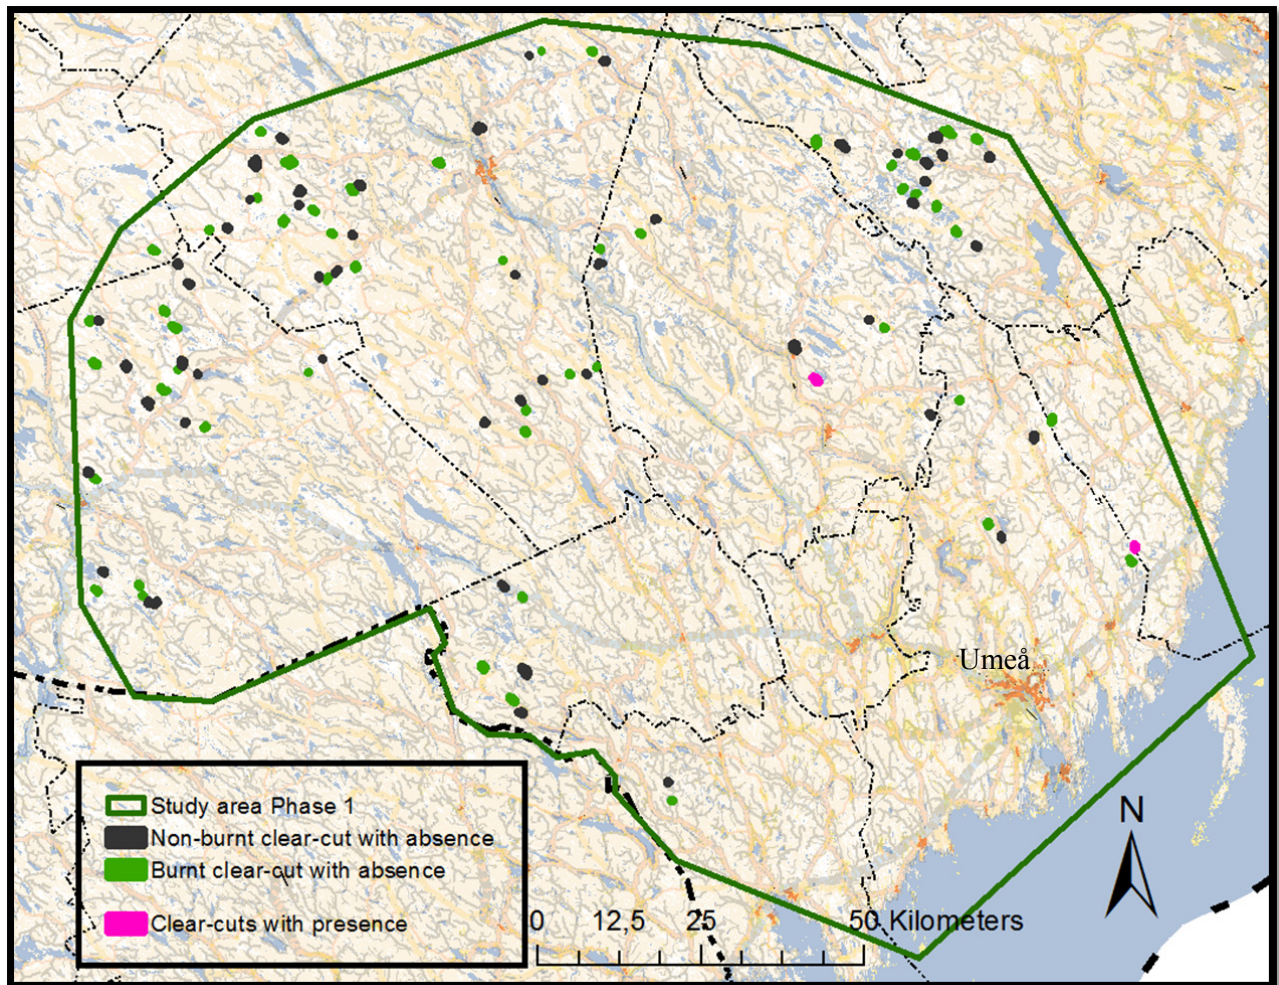 Umeå
Study area Phase 1
Non-burnt clear-cut with absence
Burnt clear-cut with absence
Clear-cuts with presence
N
0 12,5 25 50 Kilometers